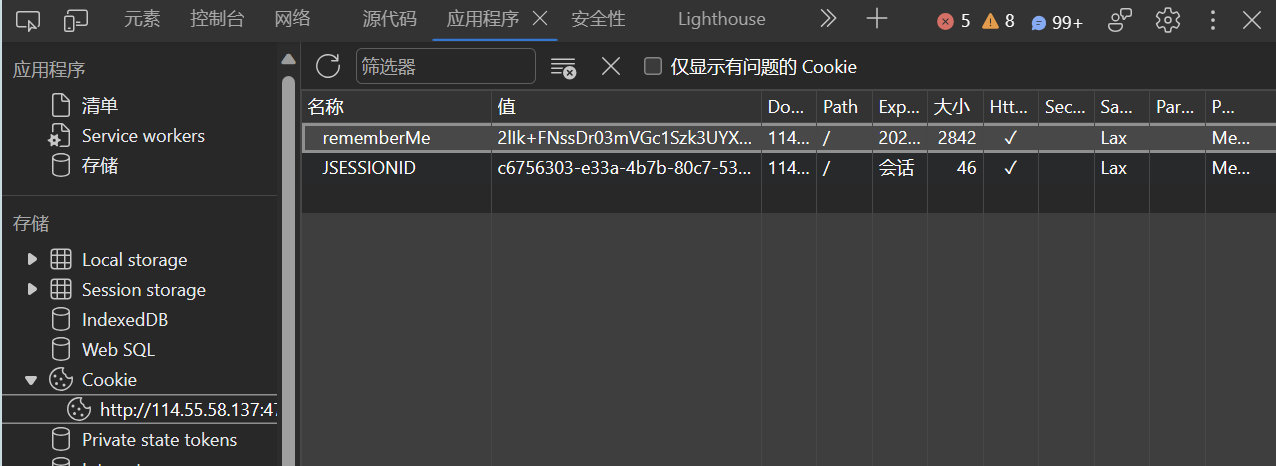 元素 控制台 网络 源代码 应用程序 安全性 Lighthouse 5 8 99+
应用程序
清单
Service workers
存储
存储
Local storage
Session storage
IndexedDB
Web SQL
Cookie
http://114.55.58.137:47
Private state tokens
筛选器 仅显示有问题的 Cookie
名称 值 Do... Path Exp... 大小 Htt... Sec... Sa... Par... P...
rememberMe 2lIk+FNssDr03mVGc1Szk3UYX... 114... / 202... 2842 ✓ Lax Me...
JSESSIONID c6756303-e33a-4b7b-80c7-53... 114... / 会话 46 ✓ Lax Me...